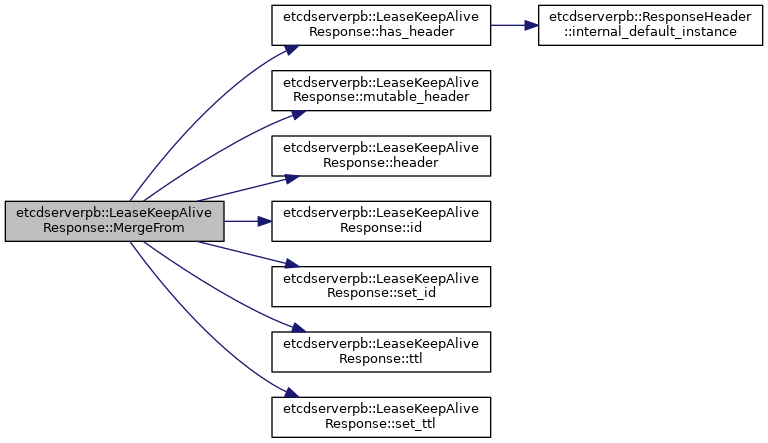 etcdserverpb::LeaseKeepAlive
Response::has_header
etcdserverpb::ResponseHeader
::internal_default_instance
etcdserverpb::LeaseKeepAlive
Response::mutable_header
etcdserverpb::LeaseKeepAlive
Response::header
etcdserverpb::LeaseKeepAlive
Response::MergeFrom
etcdserverpb::LeaseKeepAlive
Response::id
etcdserverpb::LeaseKeepAlive
Response::set_id
etcdserverpb::LeaseKeepAlive
Response::ttl
etcdserverpb::LeaseKeepAlive
Response::set_ttl